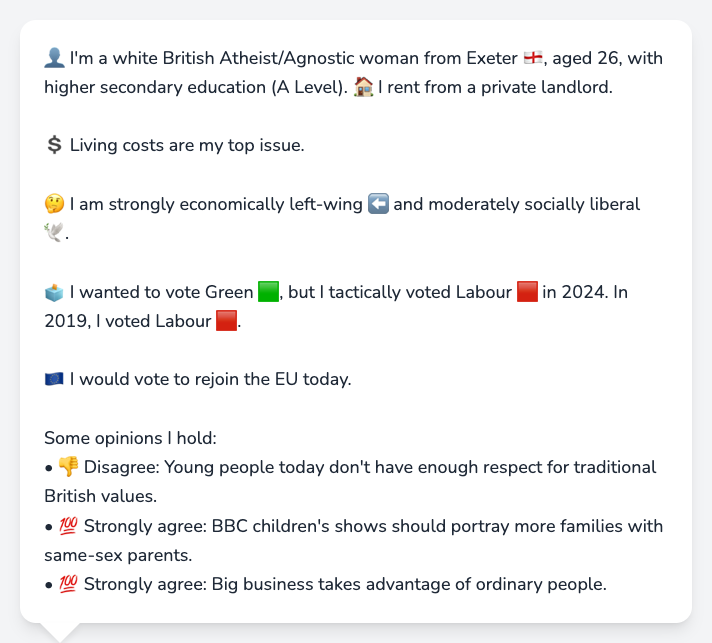 👤 I'm a white British Atheist/Agnostic woman from Exeter 🏴󠁧󠁢󠁥󠁮󠁧󠁿, aged 26, with
higher secondary education (A Level). 🏠 I rent from a private landlord.
💲 Living costs are my top issue.
🤔 I am strongly economically left-wing ⬅️ and moderately socially liberal
🕊️.
🗳️ I wanted to vote Green 🟩, but I tactically voted Labour 🟥 in 2024. In
2019, I voted Labour 🟥.
🇪🇺 I would vote to rejoin the EU today.
Some opinions I hold:
• 👎 Disagree: Young people today don't have enough respect for traditional
British values.
• 💯 Strongly agree: BBC children's shows should portray more families with
same-sex parents.
• 💯 Strongly agree: Big business takes advantage of ordinary people.